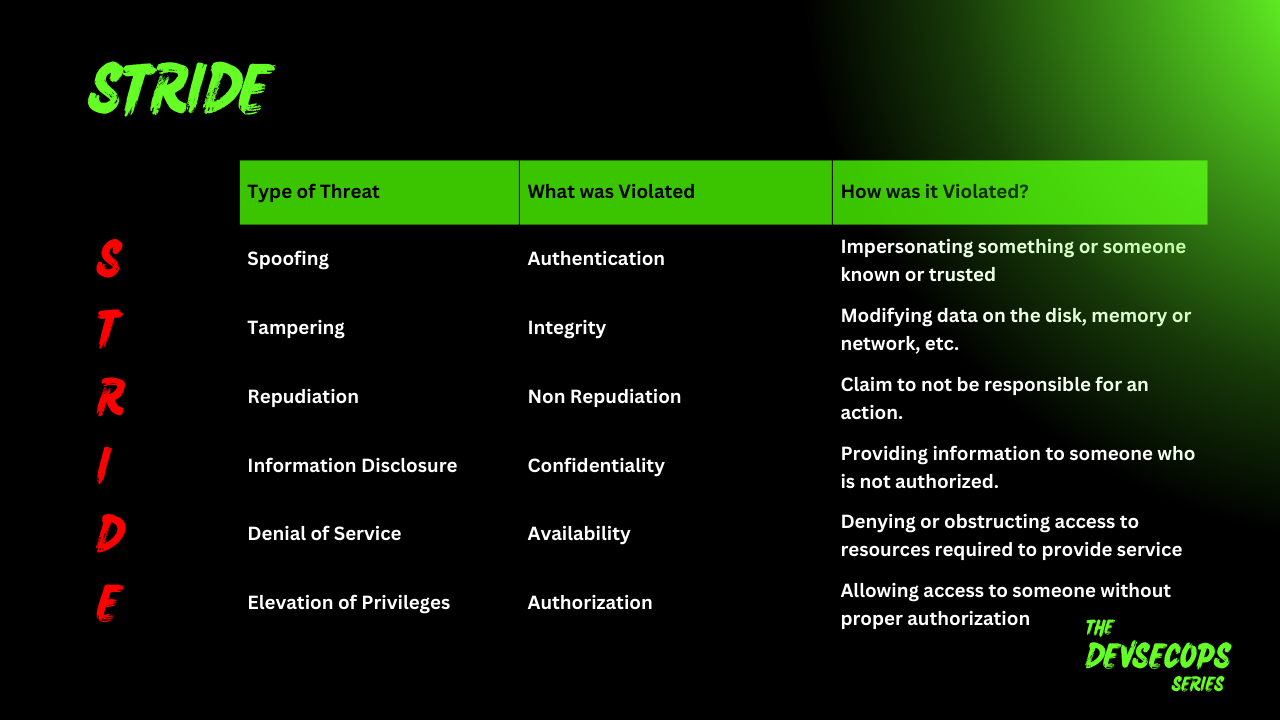 STRIDE
Type of Threat What was Violated How was it Violated?
S Spoofing Authentication Impersonating something or someone
known or trusted
T Tampering Integrity Modifying data on the disk, memory or
network, etc.
R Repudiation Non Repudiation Claim to not be responsible for an
action.
I Information Disclosure Confidentiality Providing information to someone who
is not authorized.
D Denial of Service Availability Denying or obstructing access to
resources required to provide service
E Elevation of Privileges Authorization Allowing access to someone without
proper authorization
THE
DEVSECOPS
SERIES